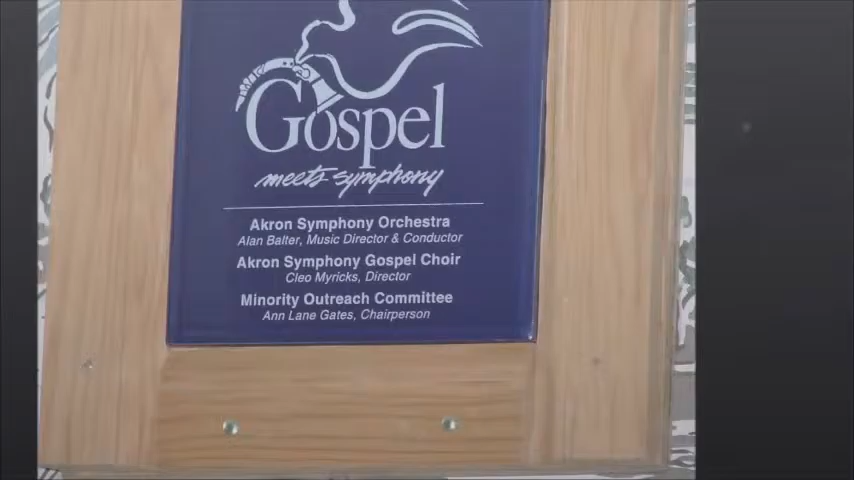 Gospel
meets symphony
Akron Symphony Orchestra
Alan Balter, Music Director & Conductor
Akron Symphony Gospel Choir
Cleo Myricks, Director
Minority Outreach Committee
Ann Lane Gates, Chairperson